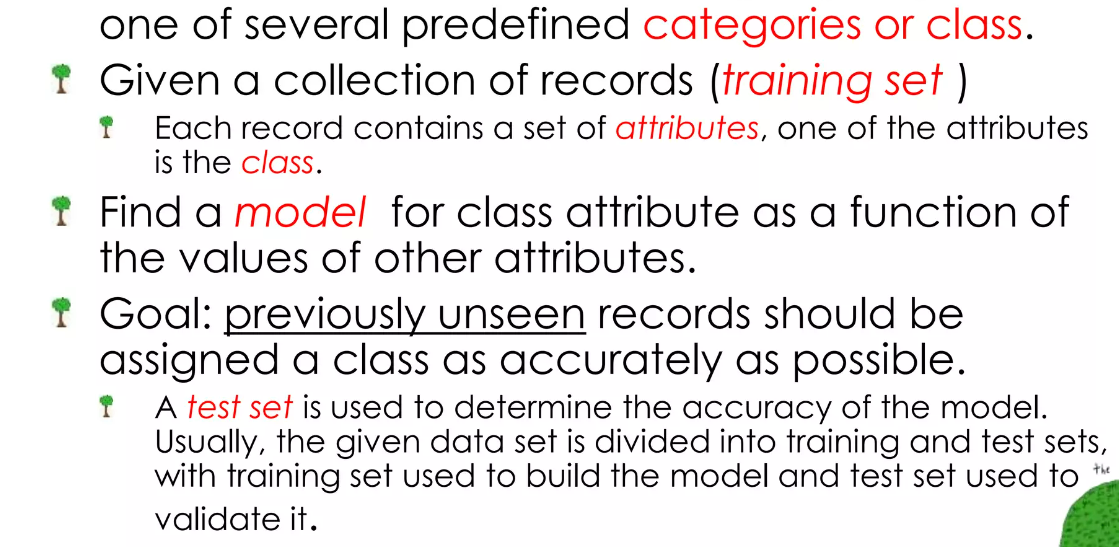 one of several predefined categories or class.
Given a collection of records (training set )
Each record contains a set of attributes, one of the attributes
is the class.
Find a model for class attribute as a function of
the values of other attributes.
Goal: previously unseen records should be
assigned a class as accurately as possible.
A test set is used to determine the accuracy of the model.
Usually, the given data set is divided into training and test sets,
with training set used to build the model and test set used to
the
validate it.